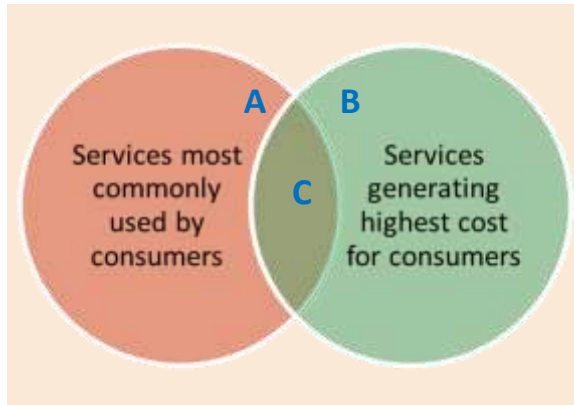 A
B
Services most
commonly
used by
consumers
C
Services
generating
highest cost
for consumers